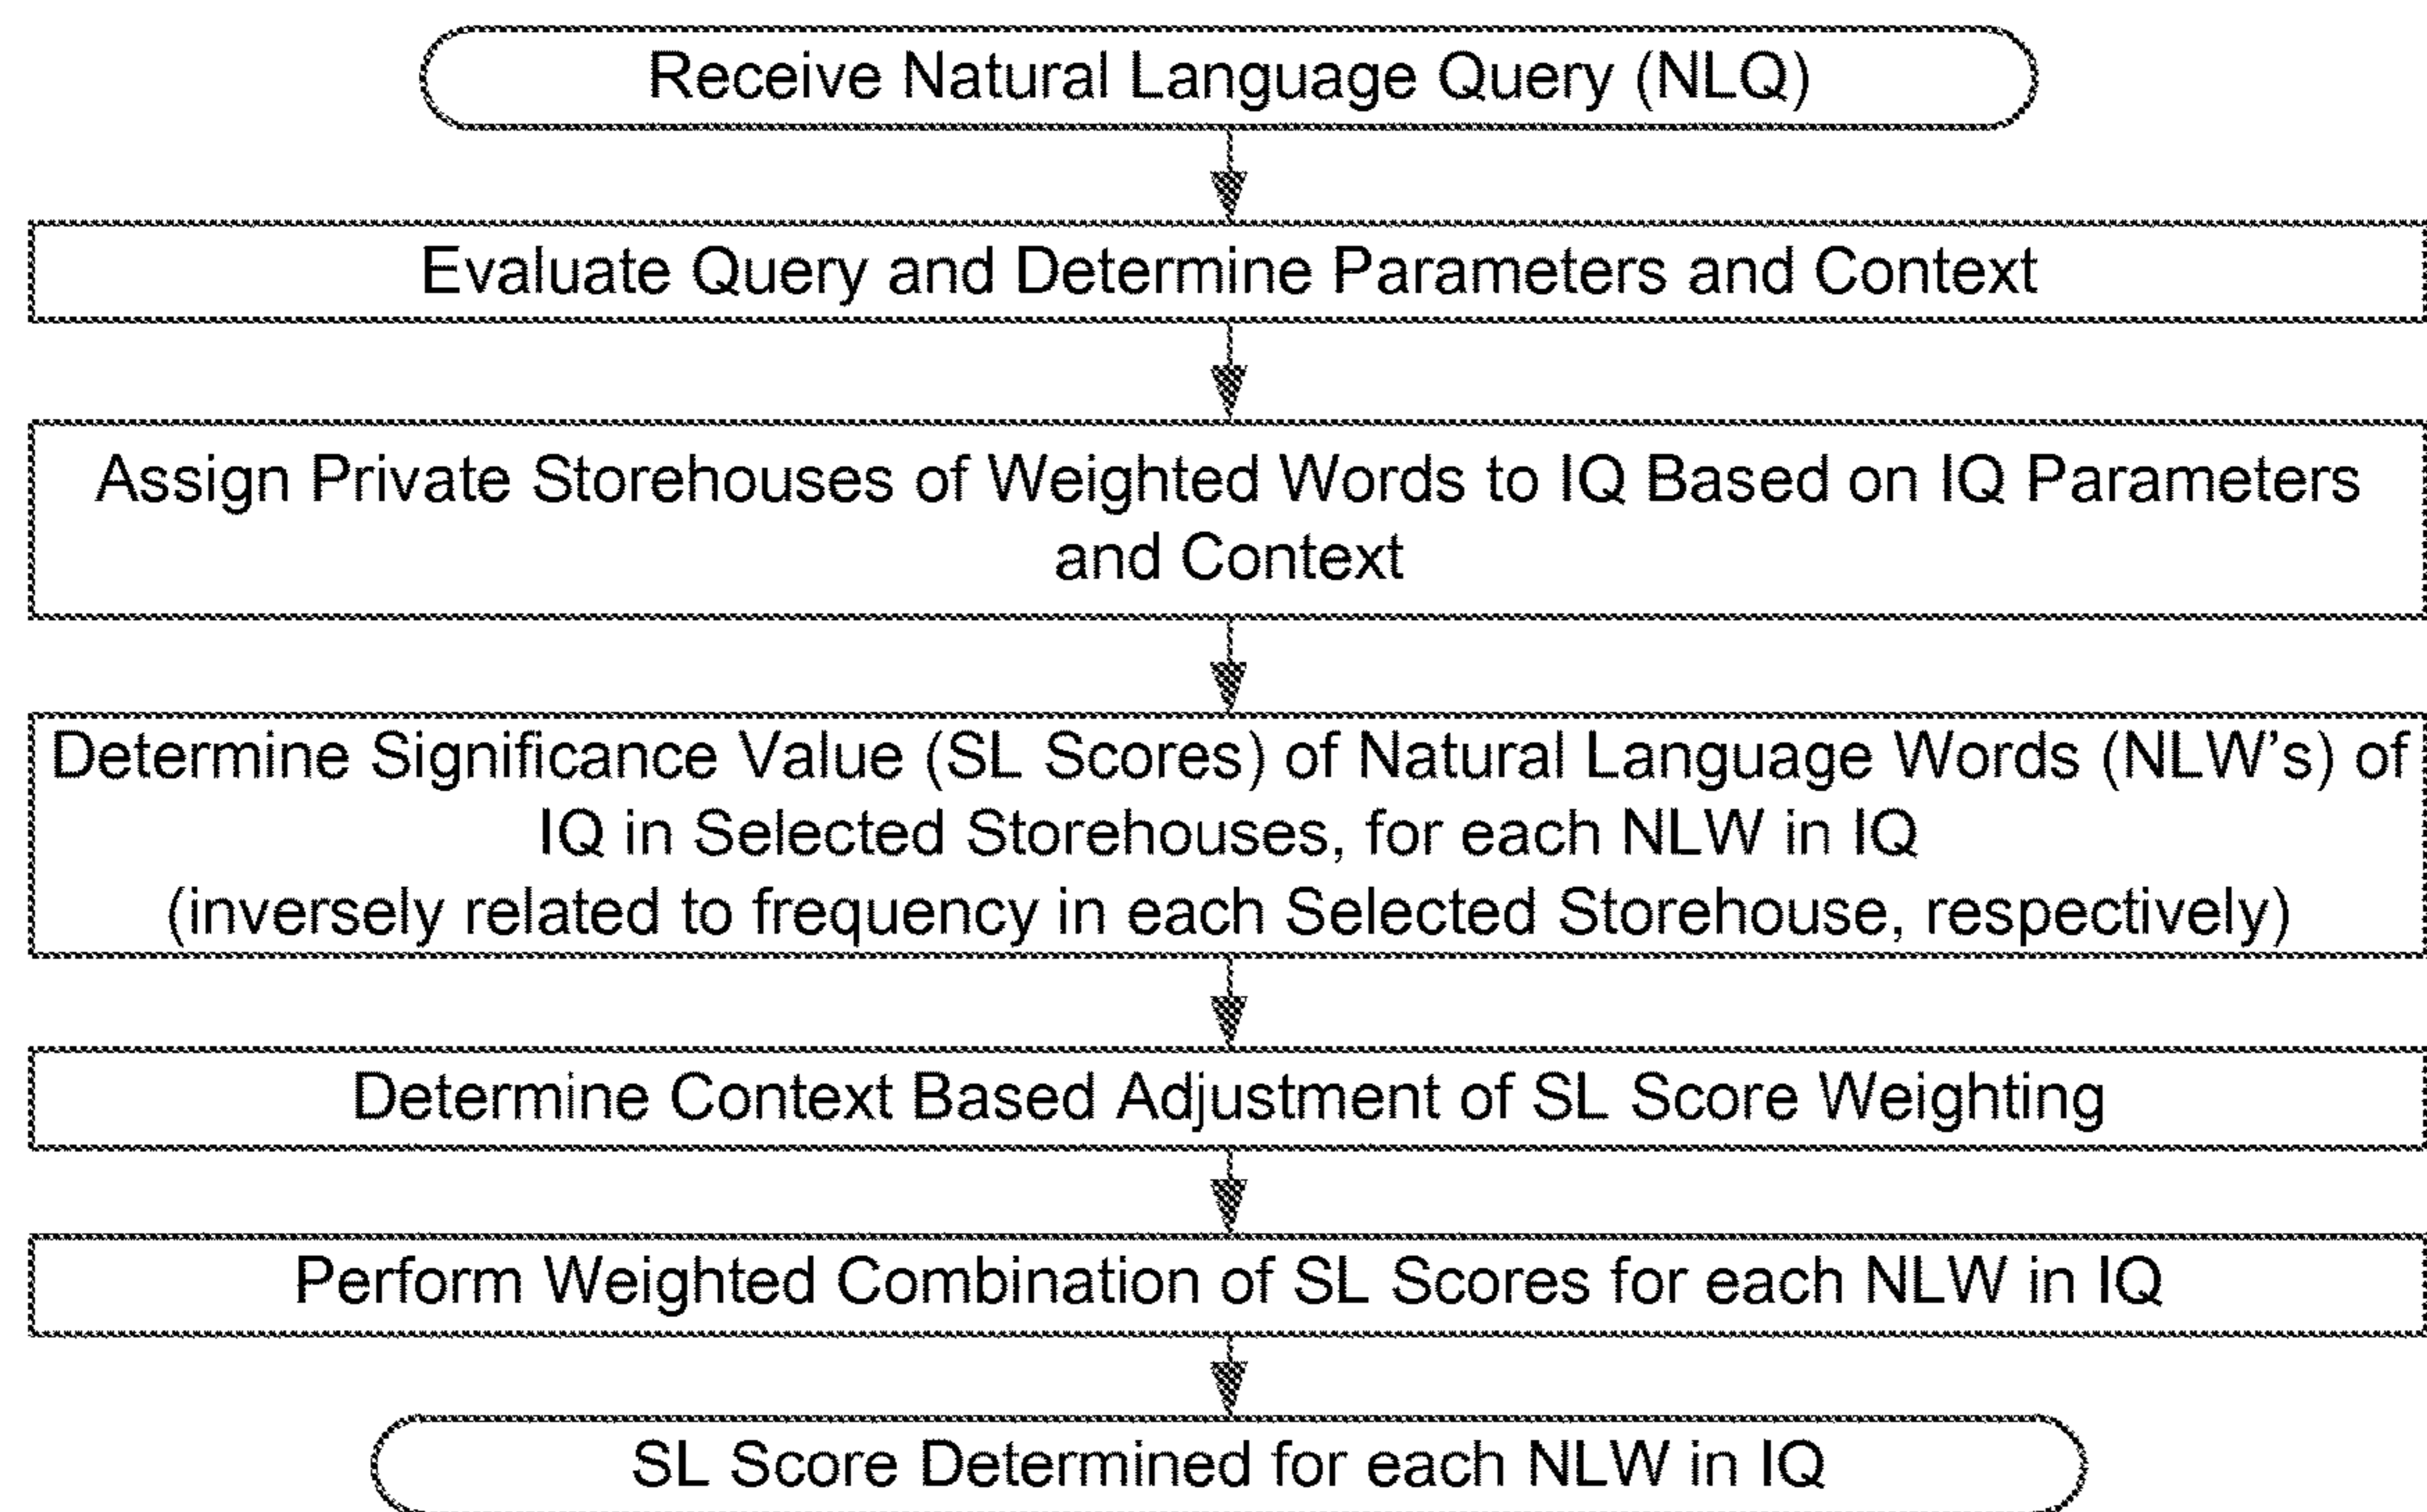 Receive Natural Language Query (NLQ)
Evaluate Query and Determine Parameters and Context
Assign Private Storehouses of Weighted Words to IQ Based on IQ Parameters
and Context
Determine Significance Value (SL Scores) of Natural Language Words (NLW's) of
IQ in Selected Storehouses, for each NLW in IQ
(inversely related to frequency in each Selected Storehouse, respectively)
Determine Context Based Adjustment of SL Score Weighting
Perform Weighted Combination of SL Scores for each NLW in IQ
SL Score Determined for each NLW in IQ